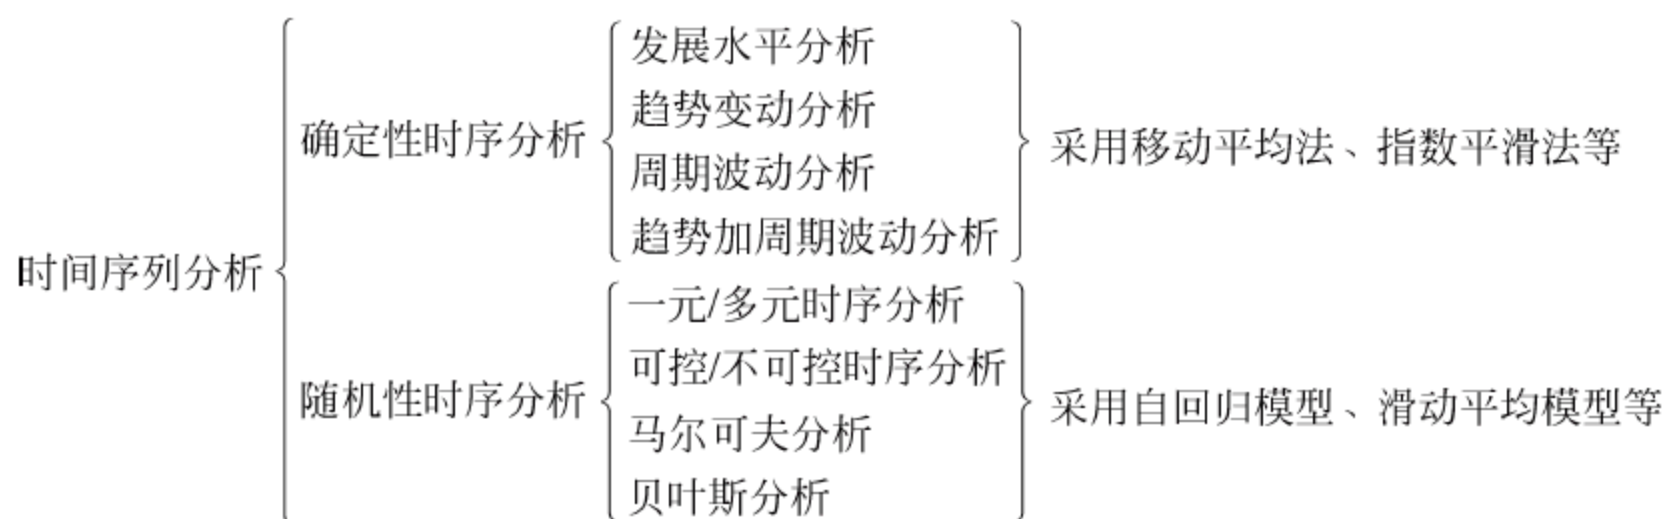 时间序列分析
确定性时序分析
发展水平分析
趋势变动分析
周期波动分析
趋势加周期波动分析
采用移动平均法、指数平滑法等
随机性时序分析
一元/多元时序分析
可控/不可控时序分析
马尔可夫分析
贝叶斯分析
采用自回归模型、滑动平均模型等